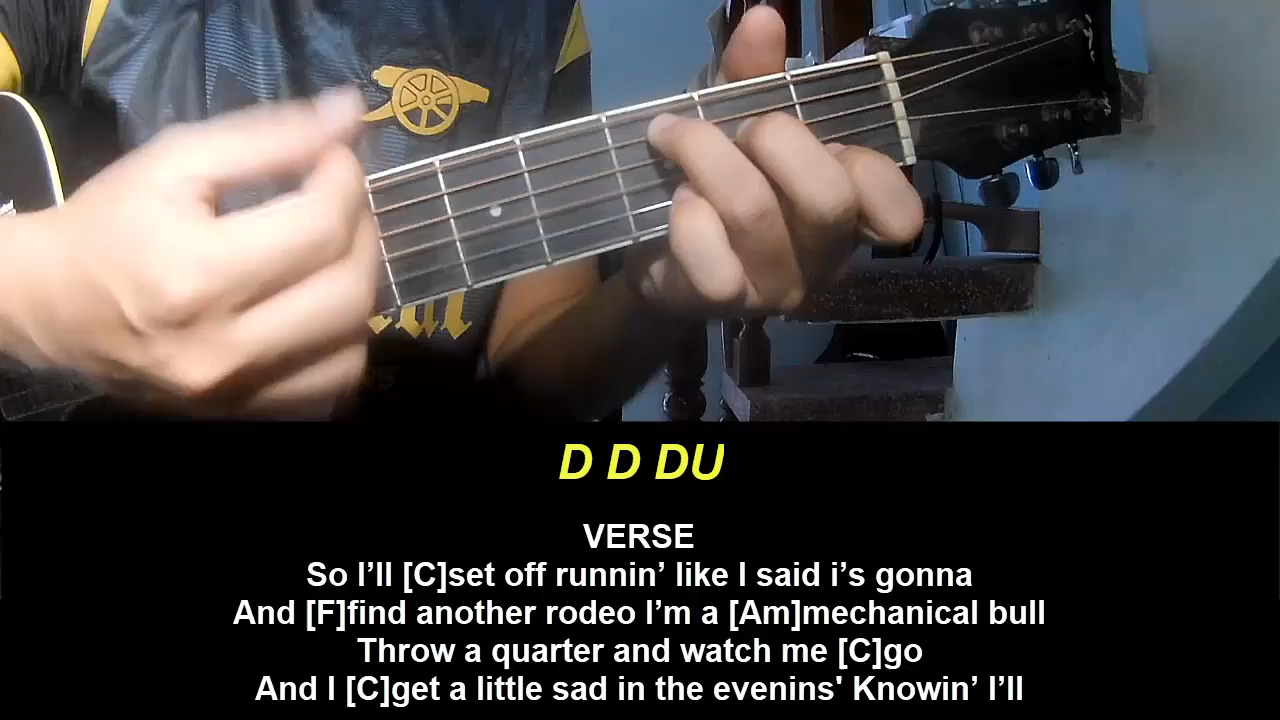 D D DU
VERSE
So I’ll [C]set off runnin’ like I said i’s gonna
And [F]find another rodeo I’m a [Am]mechanical bull
Throw a quarter and watch me [C]go
And I [C]get a little sad in the evenins' Knowin’ I’ll